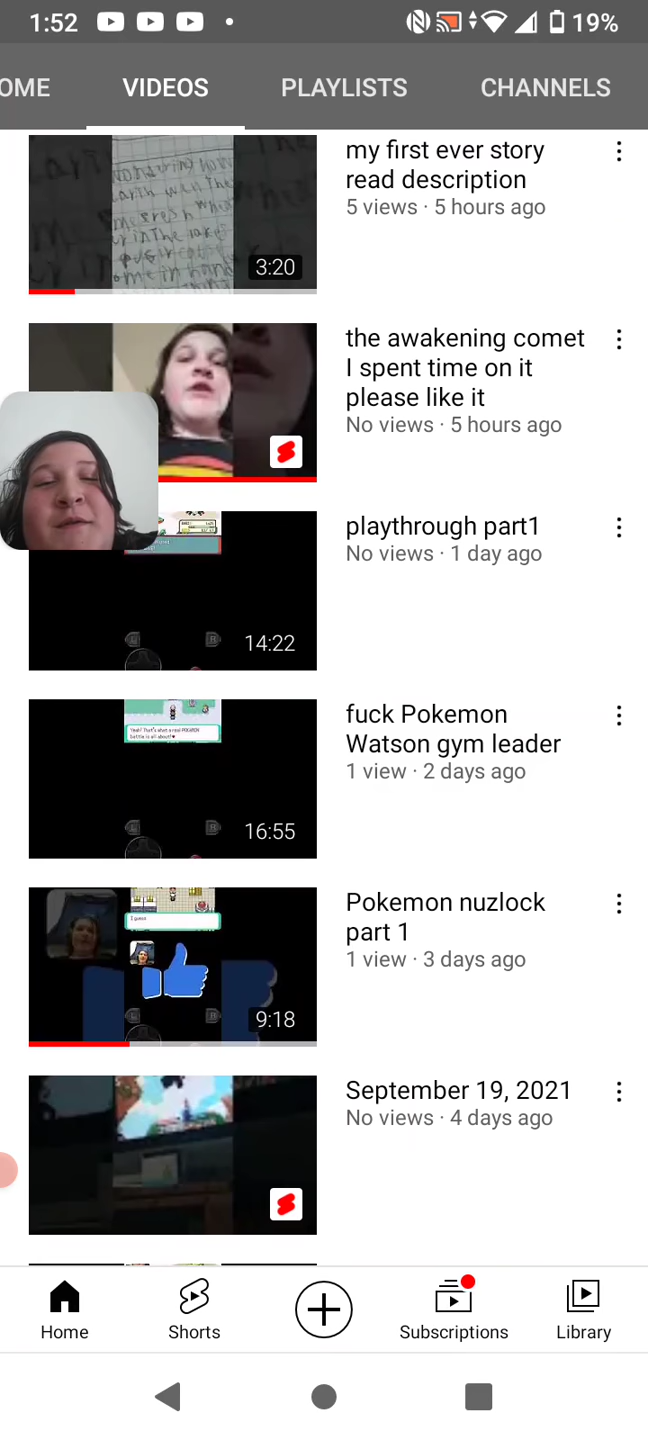 1:52
19%
OME
VIDEOS
PLAYLISTS
CHANNELS
my first ever story
read description
5 views · 5 hours ago
3:20
the awakening comet
I spent time on it
please like it
No views · 5 hours ago
playthrough part1
No views · 1 day ago
14:22
fuck Pokemon
Watson gym leader
1 view · 2 days ago
16:55
Pokemon nuzlock
part 1
1 view · 3 days ago
9:18
September 19, 2021
No views · 4 days ago
Home
Shorts
Subscriptions
Library